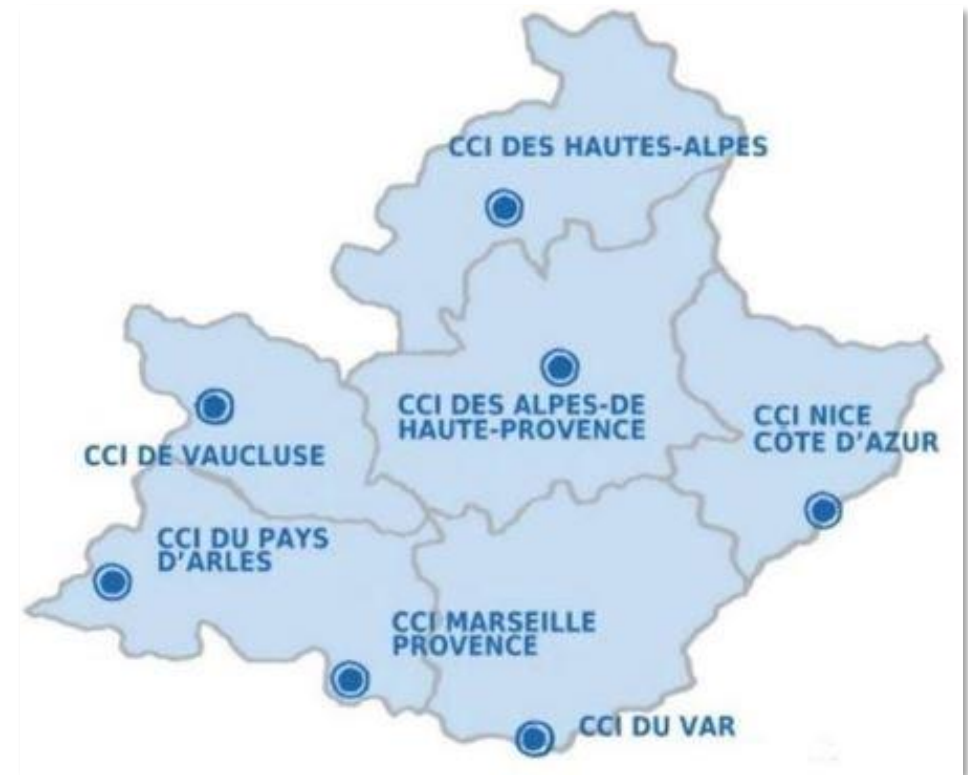 CCI DES HAUTES-ALPES
CCI DES ALPES-DE
HAUTE-PROVENCE
CCI NICE
CÔTE D'AZUR
CCI DE VAUCLUSE
CCI DU PAYS
D'ARLES
CCI MARSEILLE
PROVENCE
CCI DU VAR